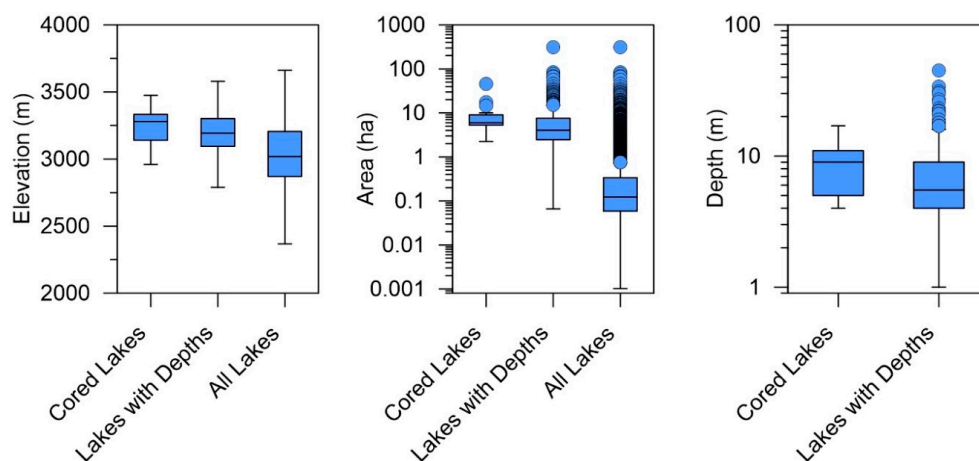 Elevation (m)
4000
3500
3000
2500
2000
Cored Lakes
Lakes with Depths
All Lakes
Area (ha)
1000
100
10
1
0.1
0.01
0.001
Cored Lakes
Lakes with Depths
All Lakes
Depth (m)
100
10
1
Cored Lakes
Lakes with Depths